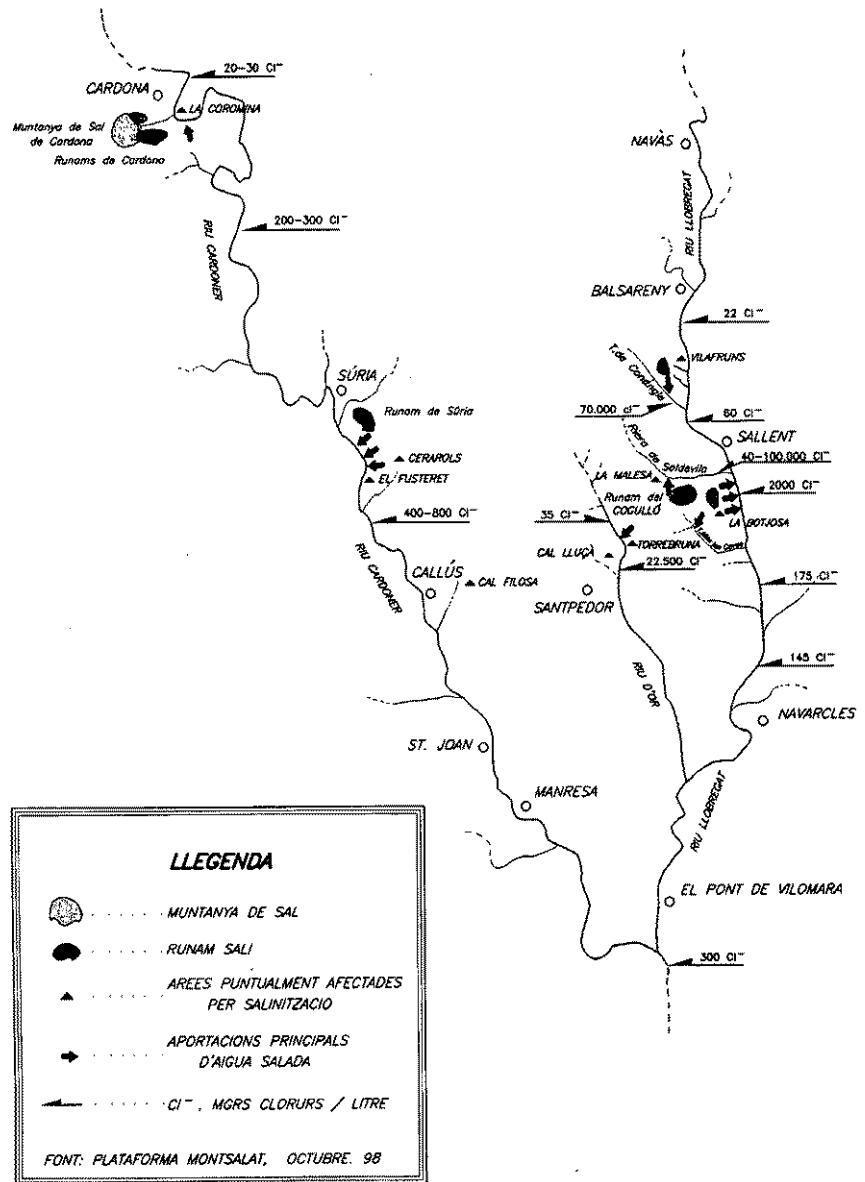 20-30 Cl⁻
CARDONA
LA COROMINA
Muntanya de Sal
de Cardona
Runams de Cardona
NAVÀS
RIU LLOBREGAT
200-300 Cl⁻
RIU CARDONER
BALSARENY
22 Cl⁻
VILAFRUNS
T. de Conangle
SÚRIA
70.000 Cl⁻
60 Cl⁻
Runam de Súria
Riera de Soldevila
SALLENT
40-100.000 Cl⁻
CERAROLS
LA MALESA
2000 Cl⁻
EL FUSTERET
Runam del
COGULLÓ
LA BOTJOSA
400-800 Cl⁻
35 Cl⁻
TORREBRUNA
CAL LLUÇÀ
22.500 Cl⁻
RIU CARDONER
CALLÚS
CAL FILOSA
175 Cl⁻
SANTPEDOR
145 Cl⁻
RIU D'OR
NAVARCLES
ST. JOAN
MANRESA
RIU LLOBREGAT
EL PONT DE VILOMARA
300 Cl⁻
LLEGENDA
MUNTANYA DE SAL
RUNAM SALÍ
AREES PUNTUALMENT AFECTADES
PER SALINITZACIO
APORTACIONS PRINCIPALS
D'AIGUA SALADA
Cl⁻, MGRS CLORURS / LITRE
FONT: PLATAFORMA MONTSALAT, OCTUBRE. 98